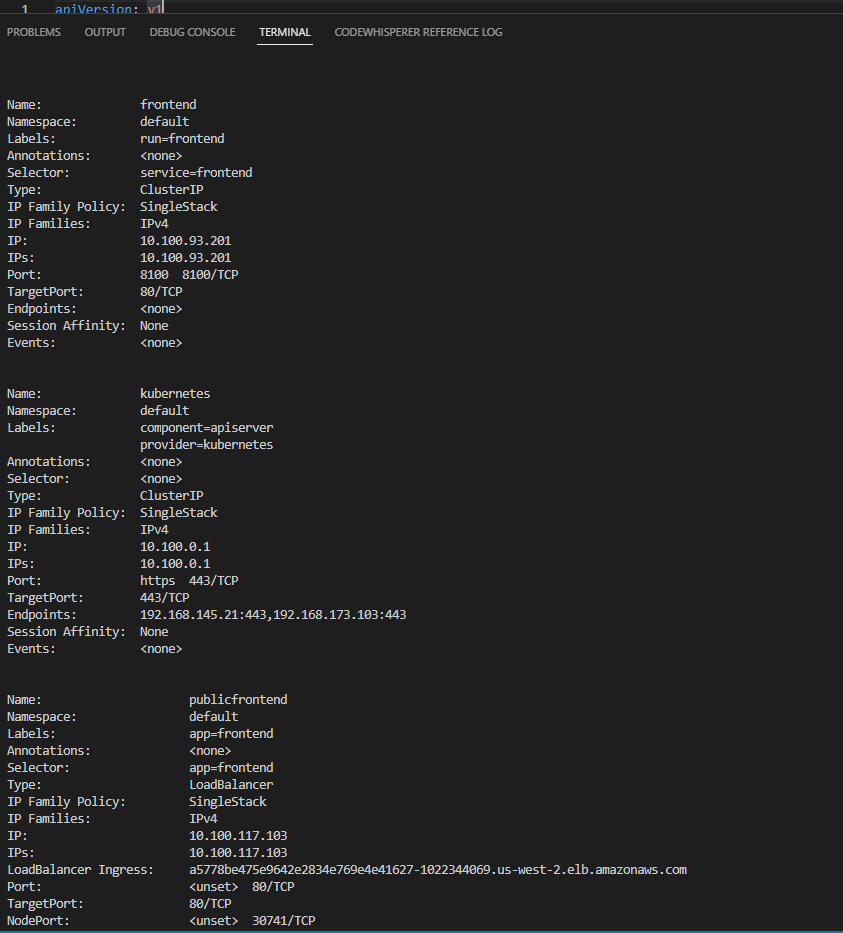 1 apiVersion: v1
PROBLEMS OUTPUT DEBUG CONSOLE TERMINAL CODEWHISPERER REFERENCE LOG
Name: frontend
Namespace: default
Labels: run=frontend
Annotations: <none>
Selector: service=frontend
Type: ClusterIP
IP Family Policy: SingleStack
IP Families: IPv4
IP: 10.100.93.201
IPs: 10.100.93.201
Port: 8100 8100/TCP
TargetPort: 80/TCP
Endpoints: <none>
Session Affinity: None
Events: <none>
Name: kubernetes
Namespace: default
Labels: component=apiserver
provider=kubernetes
Annotations: <none>
Selector: <none>
Type: ClusterIP
IP Family Policy: SingleStack
IP Families: IPv4
IP: 10.100.0.1
IPs: 10.100.0.1
Port: https 443/TCP
TargetPort: 443/TCP
Endpoints: 192.168.145.21:443,192.168.173.103:443
Session Affinity: None
Events: <none>
Name: publicfrontend
Namespace: default
Labels: app=frontend
Annotations: <none>
Selector: app=frontend
Type: LoadBalancer
IP Family Policy: SingleStack
IP Families: IPv4
IP: 10.100.117.103
IPs: 10.100.117.103
LoadBalancer Ingress: a5778be475e9642e2834e769e4e41627-1022344069.us-west-2.elb.amazonaws.com
Port: <unset> 80/TCP
TargetPort: 80/TCP
NodePort: <unset> 30741/TCP